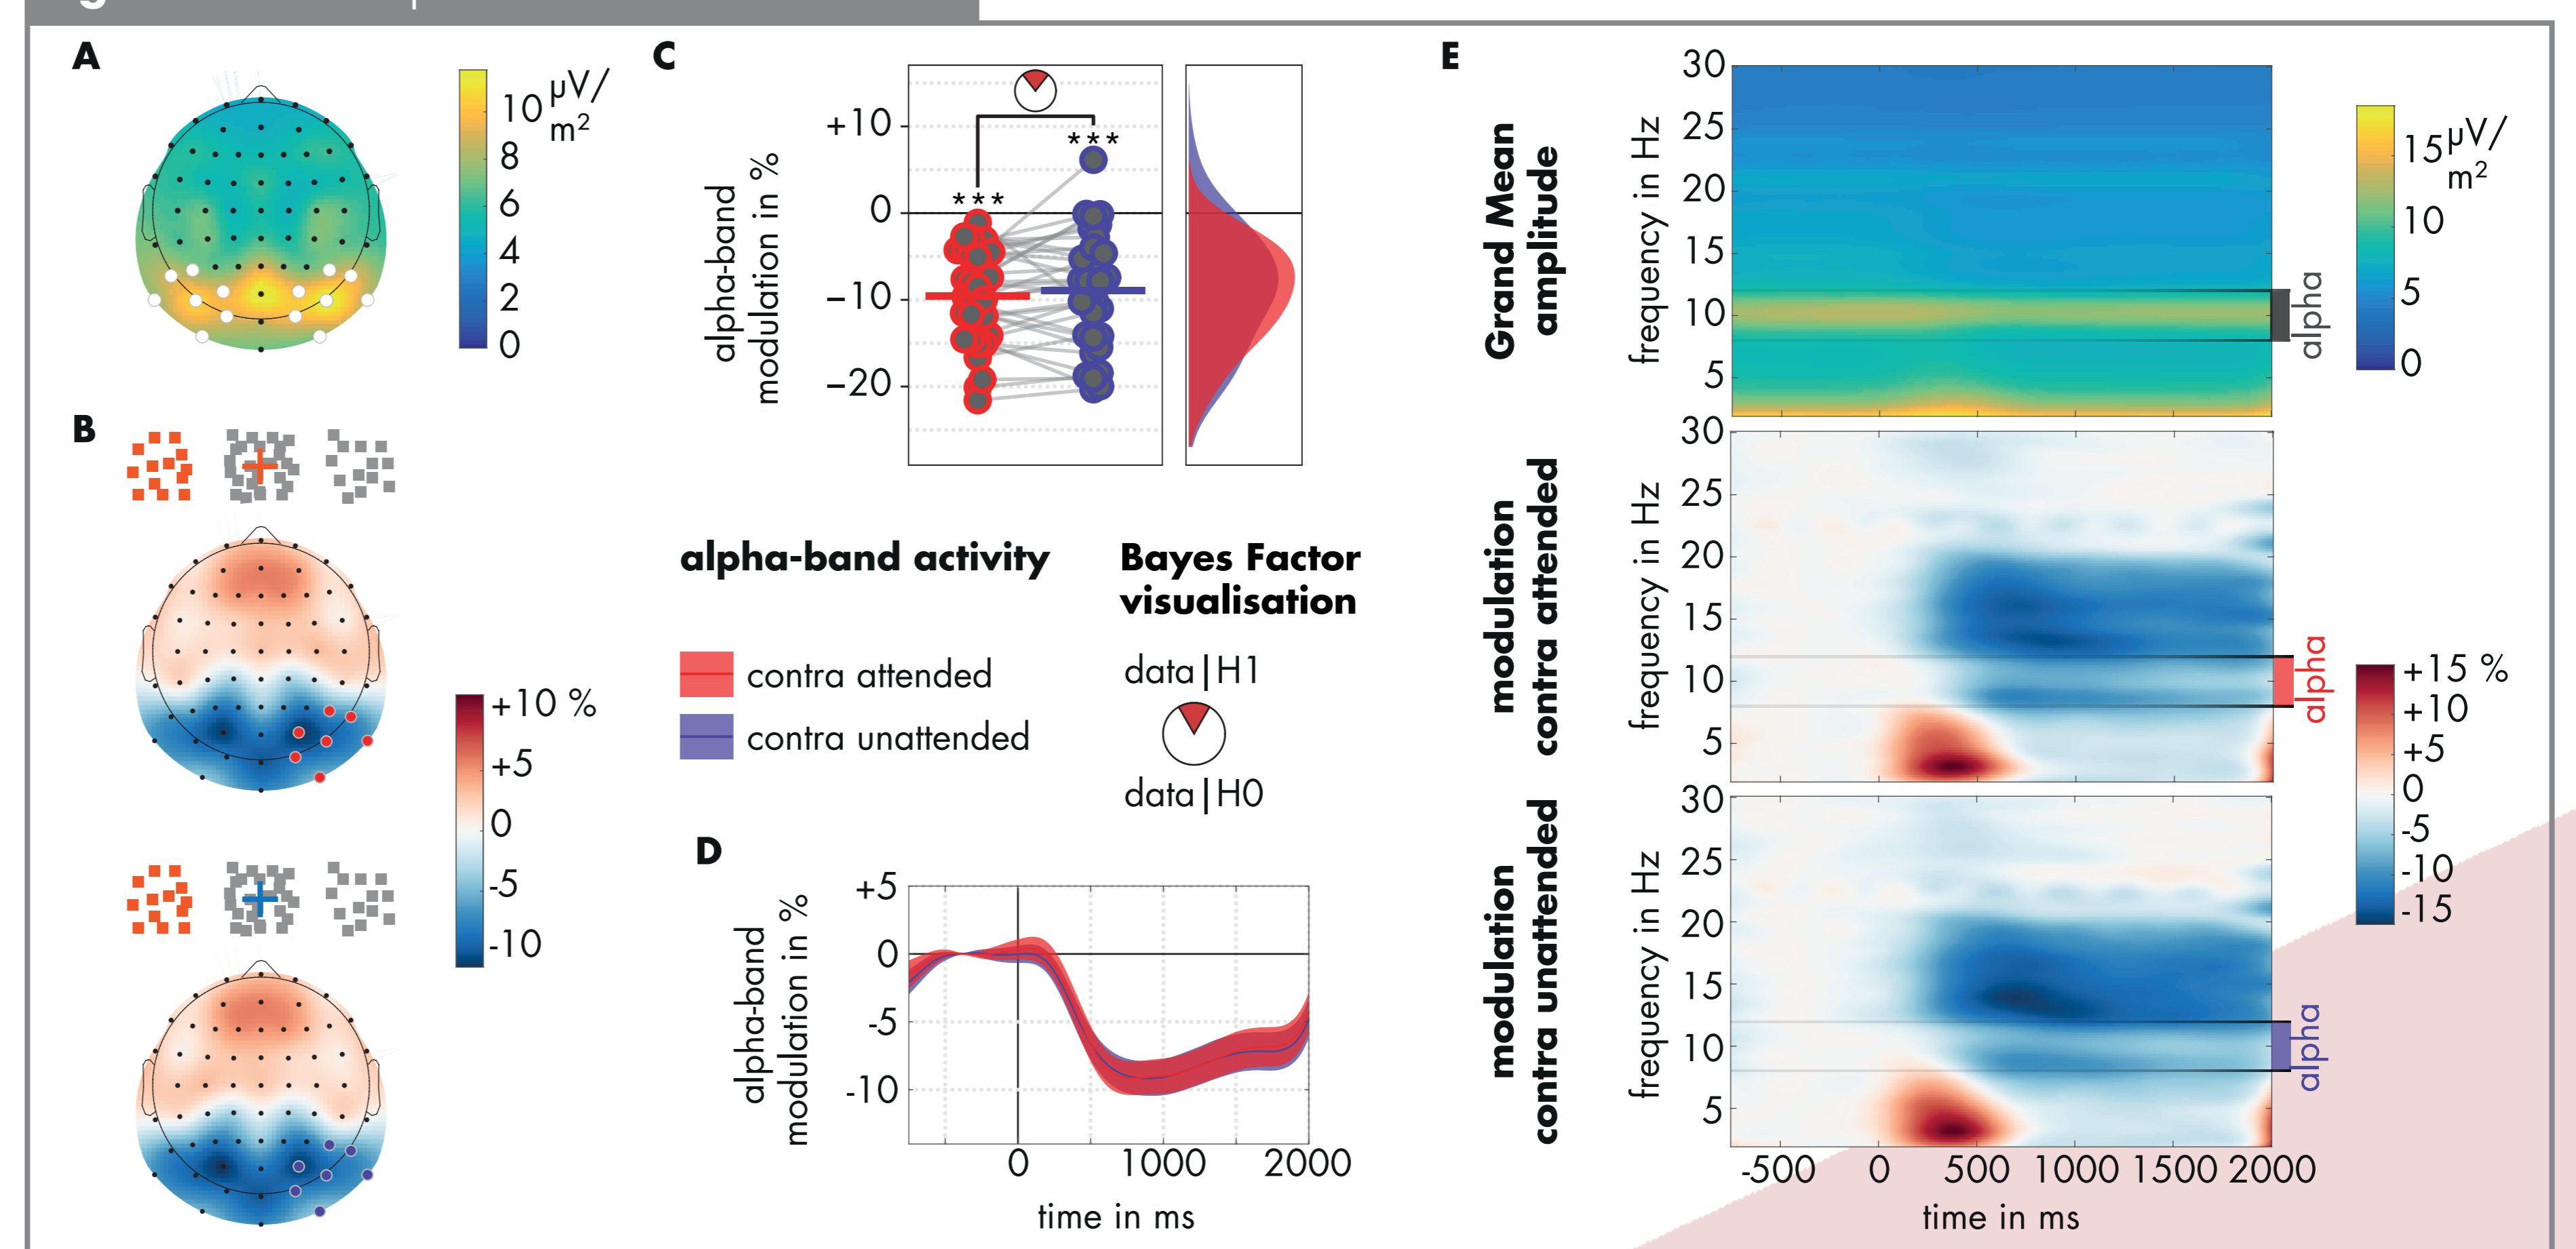 A
10 µV/
m²
8
6
4
2
0
B
+10 %
+5
0
-5
-10
C
alpha-band
modulation in %
+10
0
−10
−20
***
***
alpha-band activity
contra attended
contra unattended
Bayes Factor
visualisation
data|H1
data|H0
D
alpha-band
modulation in %
+5
0
-5
-10
0 1000 2000
time in ms
E
Grand Mean
amplitude
frequency in Hz
30
25
20
15
10
5
alpha
15 µV/
m²
10
5
0
modulation
contra attended
frequency in Hz
30
25
20
15
10
5
alpha
+15 %
+10
+5
0
-5
-10
-15
modulation
contra unattended
frequency in Hz
30
25
20
15
10
5
alpha
-500 0 500 1000 1500 2000
time in ms